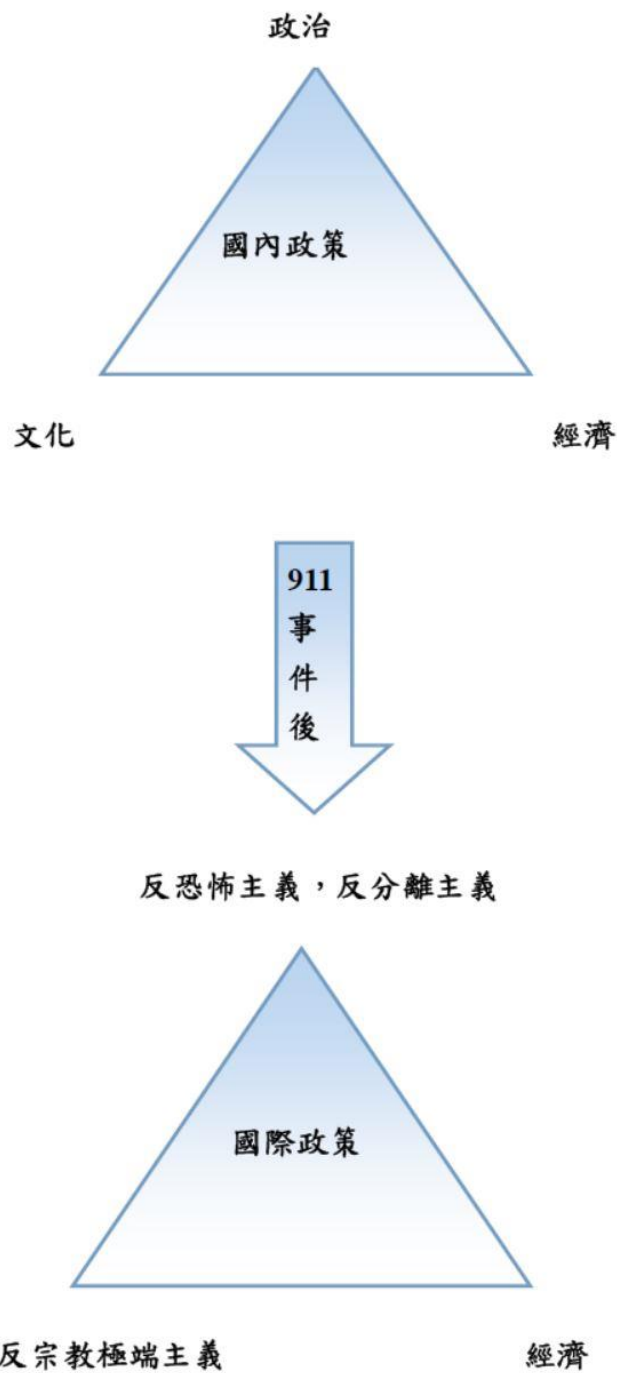 政治
國內政策
文化 經濟
911
事
件
後
反恐怖主義，反分離主義
國際政策
反宗教極端主義 經濟